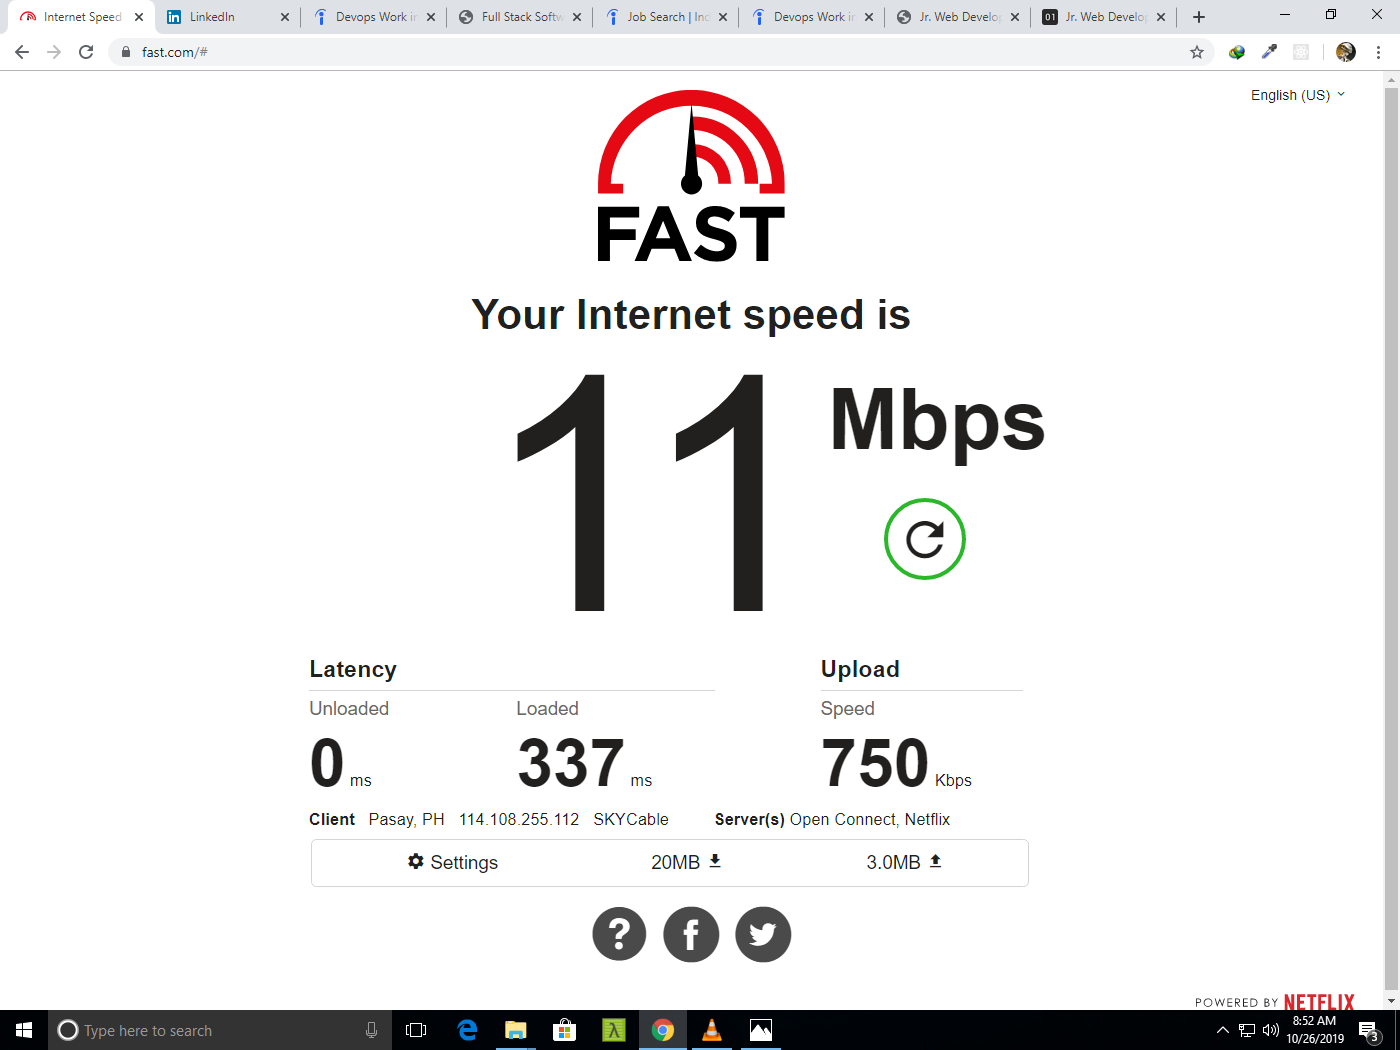 Internet Speed
LinkedIn
Devops Work in
Full Stack Softw
Job Search | Ind
Devops Work in
Jr. Web Develop
01
Jr. Web Develop
fast.com/#
English (US)
FAST
Your Internet speed is
11 Mbps
Latency
Upload
Unloaded
Loaded
Speed
0 ms
337 ms
750 Kbps
Client Pasay, PH 114.108.255.112 SKYCable Server(s) Open Connect, Netflix
Settings 20MB 3.0MB
POWERED BY NETFLIX
Type here to search
8:52 AM
10/26/2019
3